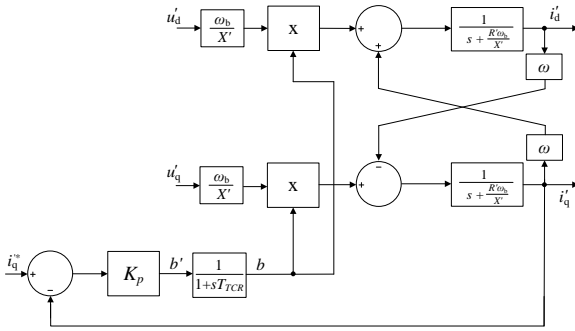 u'd ωb/X' x + + 1/(s + R'ωb/X') i'd
ω
ω
u'q ωb/X' x + − 1/(s + R'ωb/X') i'q
i'*q + − Kp b' 1/(1+sTTCR) b